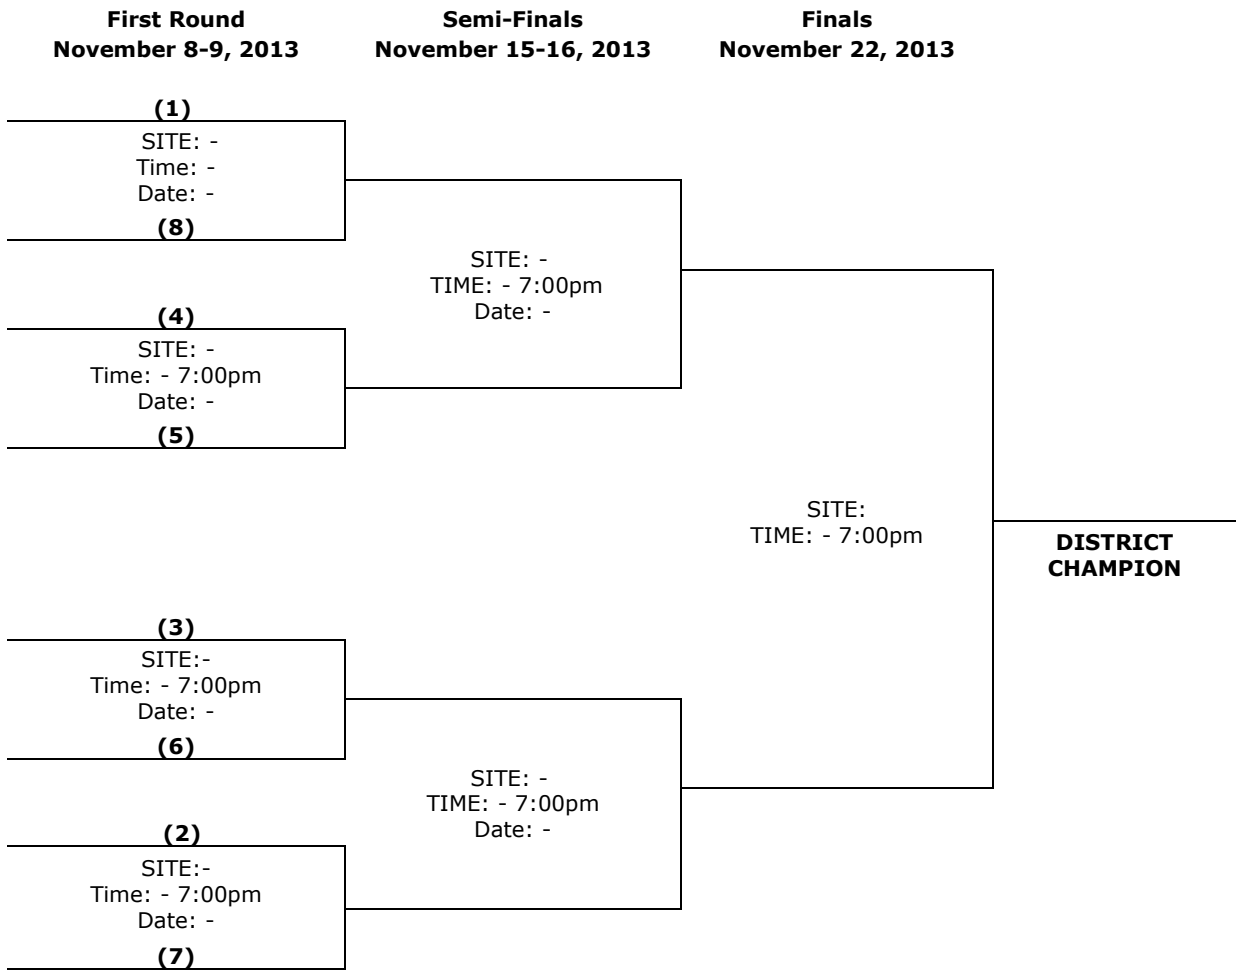 First Round
November 8-9, 2013
Semi-Finals
November 15-16, 2013
Finals
November 22, 2013
(1)
SITE: -
Time: -
Date: -
(8)
SITE: -
TIME: - 7:00pm
Date: -
(4)
SITE: -
Time: - 7:00pm
Date: -
(5)
SITE:
TIME: - 7:00pm
DISTRICT
CHAMPION
(3)
SITE:-
Time: - 7:00pm
Date: -
(6)
SITE: -
TIME: - 7:00pm
Date: -
(2)
SITE:-
Time: - 7:00pm
Date: -
(7)